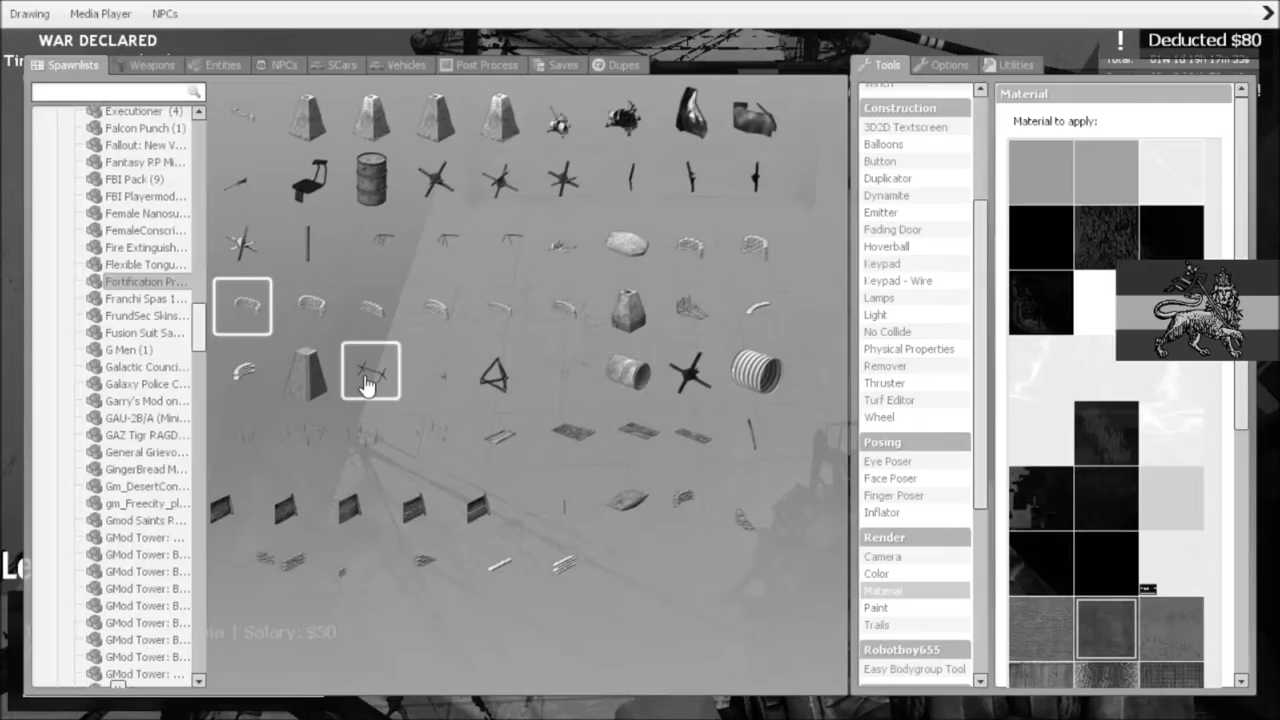 Drawing Media Player NPCs
WAR DECLARED
! Deducted $80
Spawnlists Weapons Entities NPCs SCars Vehicles Post Process Saves Dupes
Tools Options Utilities
Executioner (4)
Falcon Punch (1)
Fallout: New V...
Fantasy RP Mi...
FBI Pack (9)
FBI Playermod...
Female Nanosu...
FemaleConscri...
Fire Extinguish...
Flexible Tongu...
Fortification Pr...
Franchi Spas 1...
FrundSec Skins...
Fusion Suit Sa...
G Men (1)
Galactic Counci...
Galaxy Police C...
Garry's Mod on...
GAU-2B/A (Mini...
GAZ Tigr RAGD...
General Grievo...
GingerBread M...
Gm_DesertCon...
gm_Freecity_pl...
Gmod Saints R...
GMod Tower: ...
GMod Tower: B...
GMod Tower: B...
GMod Tower: B...
GMod Tower: B...
GMod Tower: B...
GMod Tower: B...
GMod Tower: B...
GMod Tower: ...
| Salary: $50
Construction
3D2D Textscreen
Balloons
Button
Duplicator
Dynamite
Emitter
Fading Door
Hoverball
Keypad
Keypad - Wire
Lamps
Light
No Collide
Physical Properties
Remover
Thruster
Turf Editor
Wheel
Posing
Eye Poser
Face Poser
Finger Poser
Inflator
Render
Camera
Color
Material
Paint
Trails
Robotboy655
Easy Bodygroup Tool
Material
Material to apply: